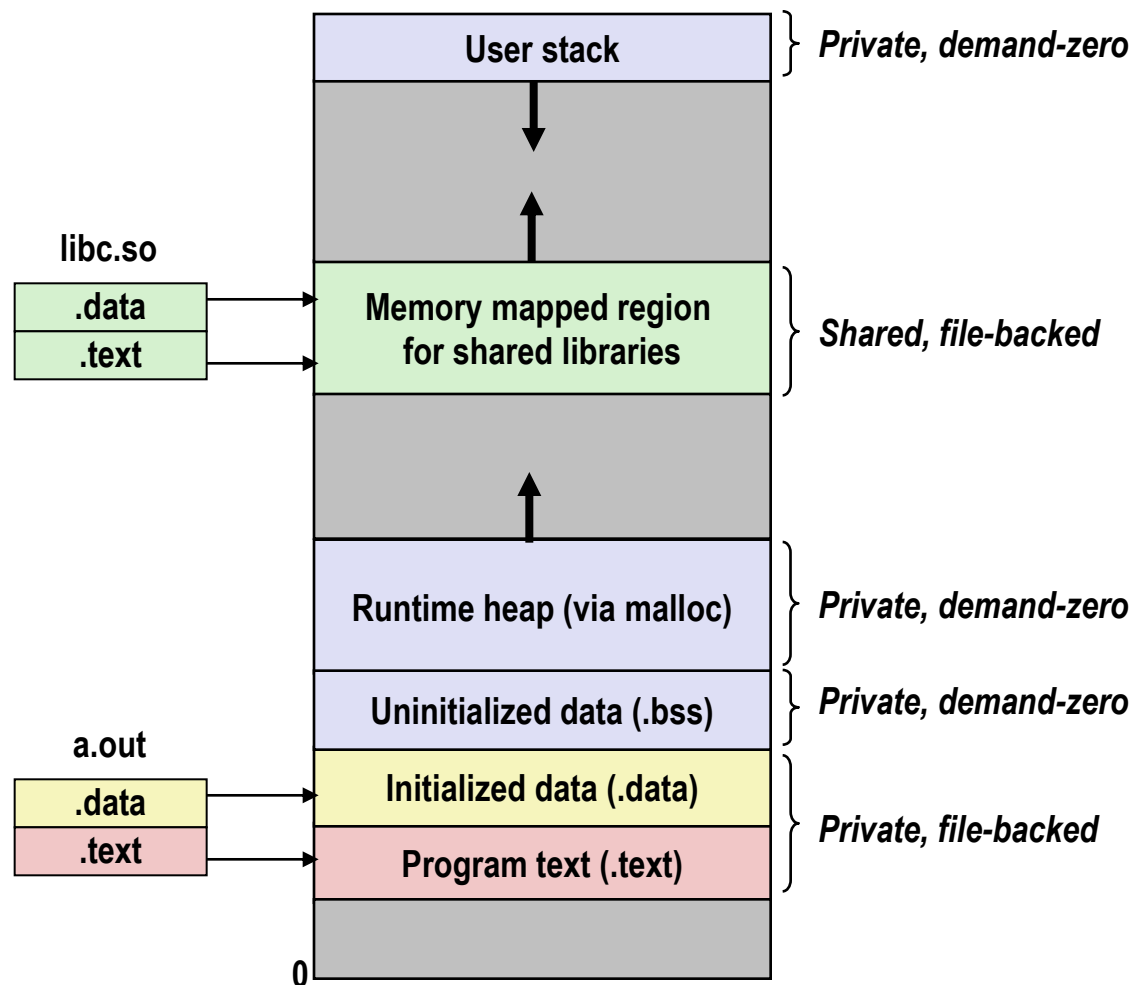 User stack
Private, demand-zero
libc.so
.data
.text
Memory mapped region
for shared libraries
Shared, file-backed
Runtime heap (via malloc)
Private, demand-zero
Uninitialized data (.bss)
Private, demand-zero
a.out
.data
.text
Initialized data (.data)
Program text (.text)
Private, file-backed
0